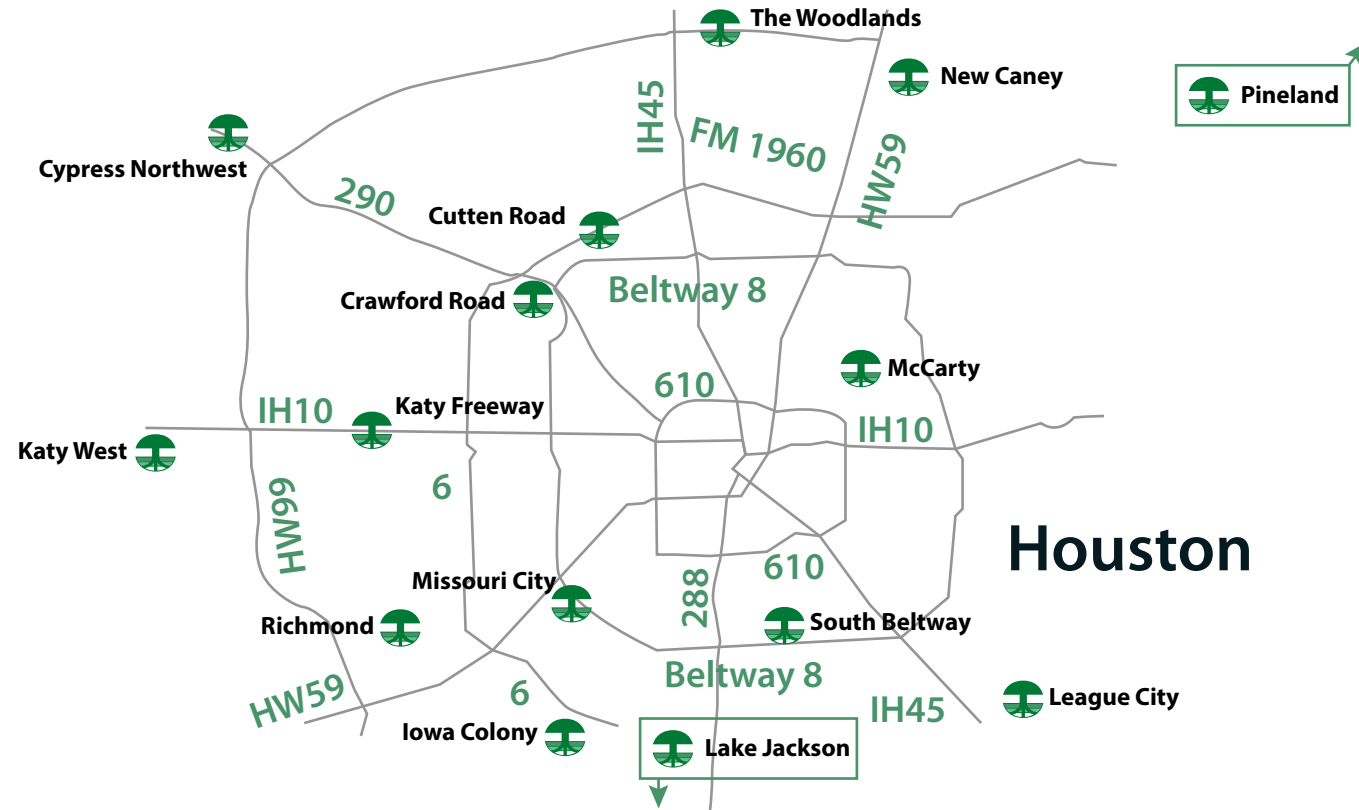 The Woodlands
New Caney
Pineland
IH45
FM 1960
HW59
Cypress Northwest
290
Cutten Road
Beltway 8
Crawford Road
McCarty
610
Katy Freeway
IH10
IH10
Katy West
6
HW99
Houston
Missouri City
288
610
Richmond
South Beltway
HW59
6
Beltway 8
IH45
League City
Iowa Colony
Lake Jackson